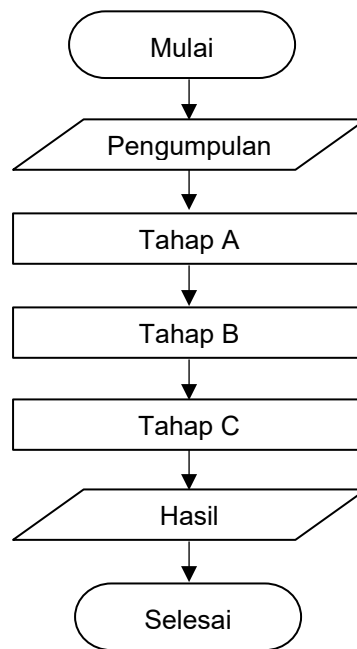 Mulai
Pengumpulan
Tahap A
Tahap B
Tahap C
Hasil
Selesai